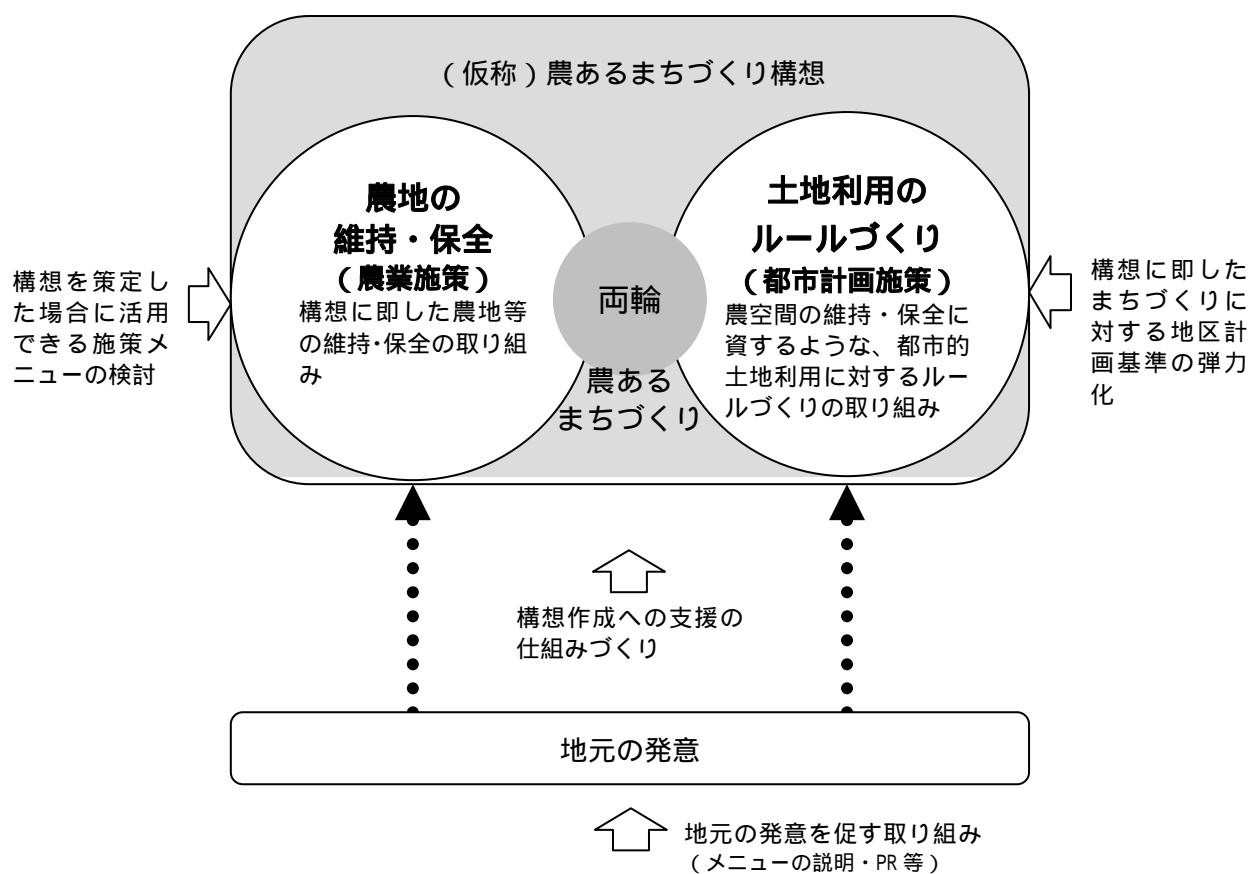 （仮称）農あるまちづくり構想
農地の
維持・保全
（農業施策）
構想に即した農地等
の維持・保全の取り組
み
両輪
農ある
まちづくり
土地利用の
ルールづくり
（都市計画施策）
農空間の維持・保全に
資するような、都市的
土地利用に対するルー
ルづくりの取り組み
構想を策定し
た場合に活用
できる施策メ
ニューの検討
構想に即した
まちづくりに
対する地区計
画基準の弾力
化
構想作成への支援の
仕組みづくり
地元の発意
地元の発意を促す取り組み
（メニューの説明・PR 等）